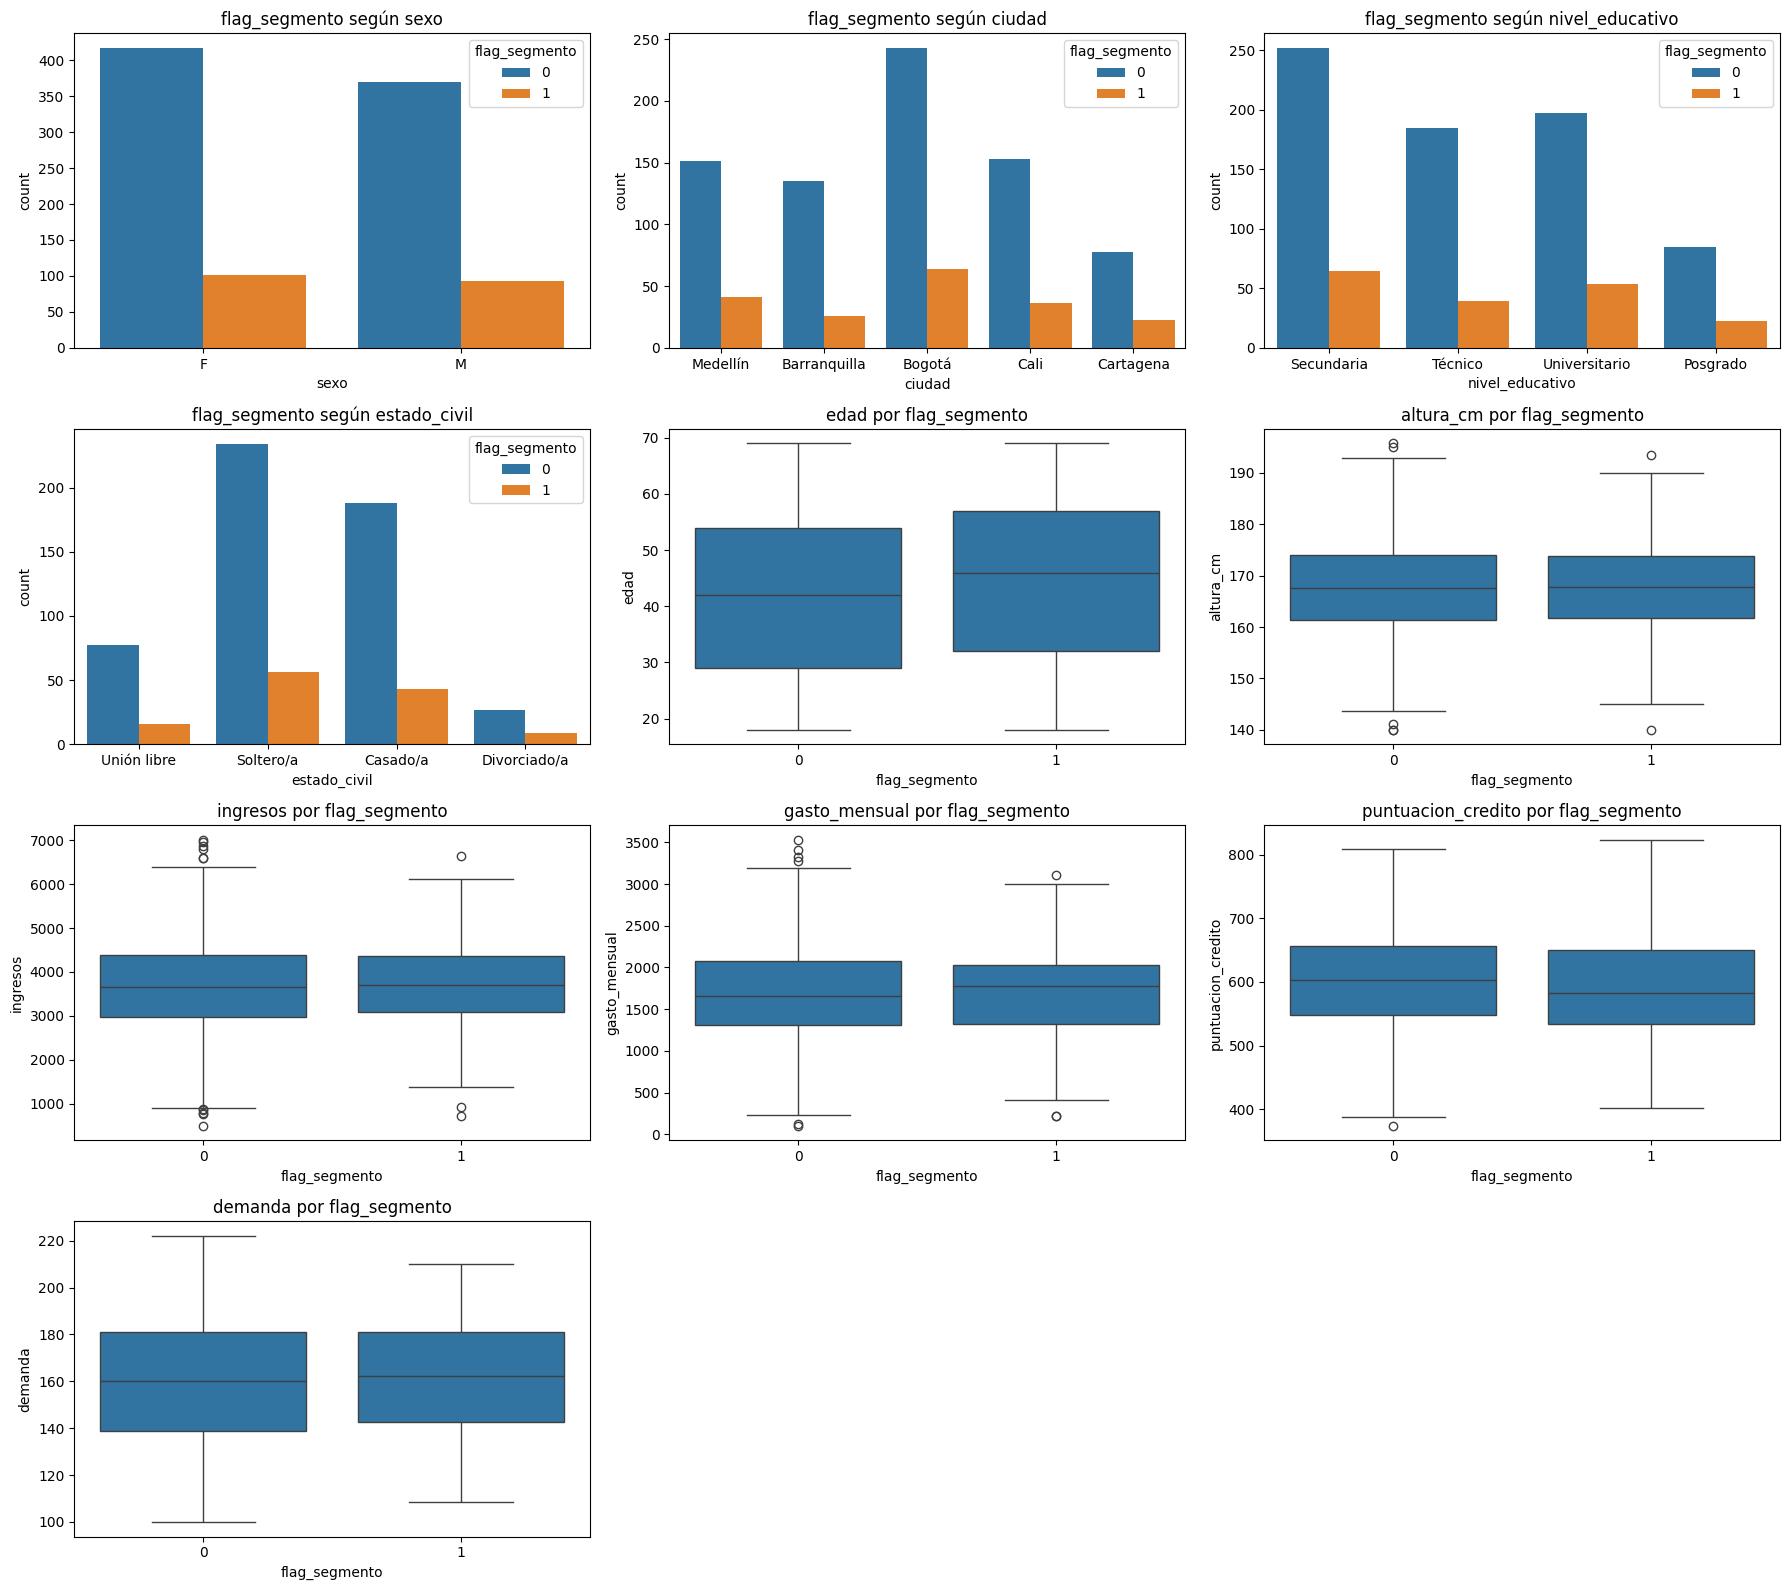 flag_segmento según sexo
400
350
300
250
200
150
100
50
0
count
F
M
sexo
flag_segmento
0
1
flag_segmento según ciudad
250
200
150
100
50
0
count
Medellín
Barranquilla
Bogotá
Cali
Cartagena
ciudad
flag_segmento
0
1
flag_segmento según nivel_educativo
250
200
150
100
50
0
count
Secundaria
Técnico
Universitario
Posgrado
nivel_educativo
flag_segmento
0
1
flag_segmento según estado_civil
200
150
100
50
0
count
Unión libre
Soltero/a
Casado/a
Divorciado/a
estado_civil
flag_segmento
0
1
edad por flag_segmento
70
60
50
40
30
20
edad
0
1
flag_segmento
altura_cm por flag_segmento
190
180
170
160
150
140
altura_cm
0
1
flag_segmento
ingresos por flag_segmento
7000
6000
5000
4000
3000
2000
1000
ingresos
0
1
flag_segmento
gasto_mensual por flag_segmento
3500
3000
2500
2000
1500
1000
500
0
gasto_mensual
0
1
flag_segmento
puntuacion_credito por flag_segmento
800
700
600
500
400
puntuacion_credito
0
1
flag_segmento
demanda por flag_segmento
220
200
180
160
140
120
100
demanda
0
1
flag_segmento